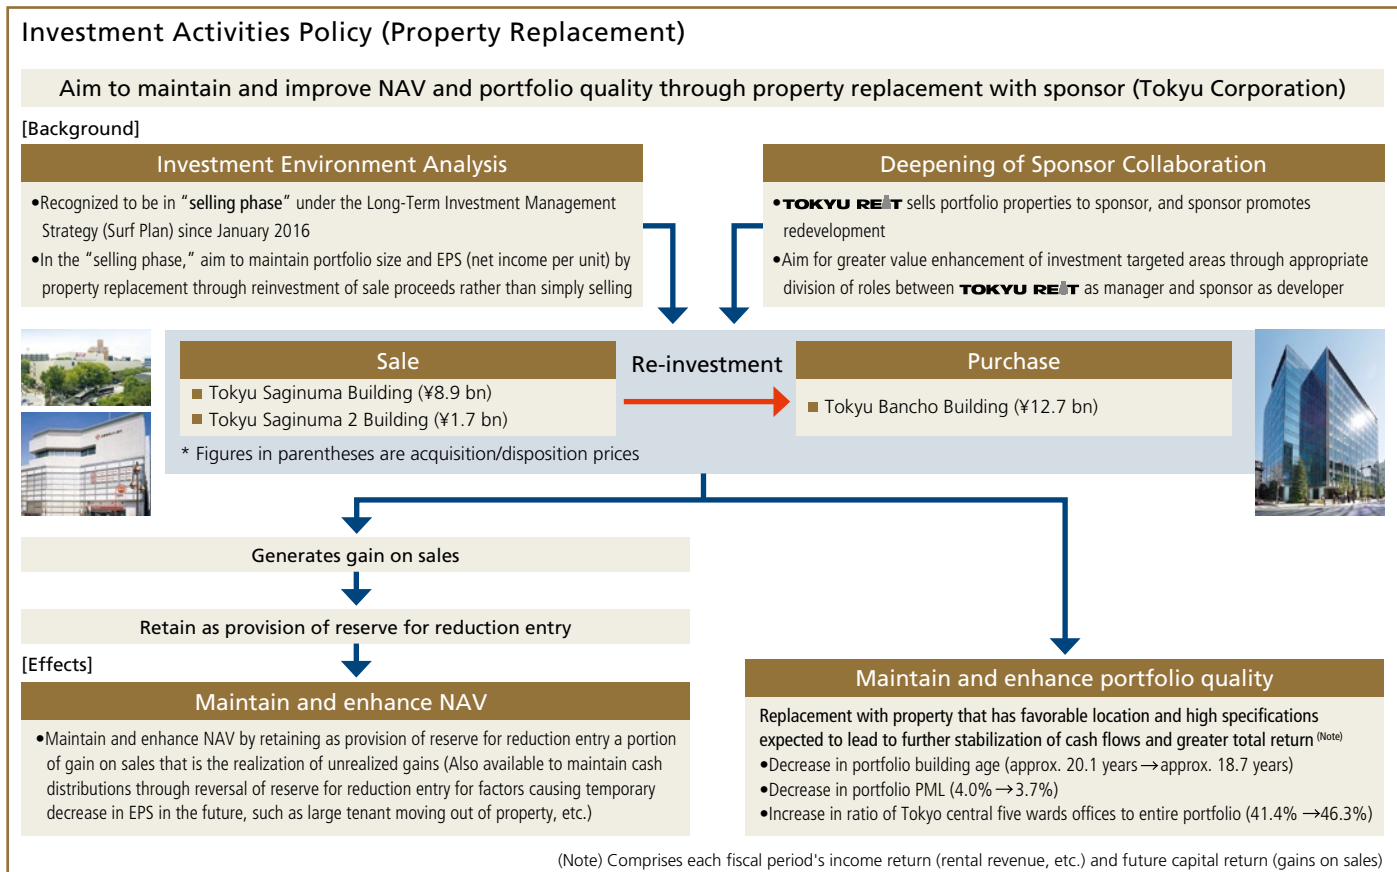 Investment Activities Policy (Property Replacement)
Aim to maintain and improve NAV and portfolio quality through property replacement with sponsor (Tokyu Corporation)
[Background]
Investment Environment Analysis
•Recognized to be in “selling phase” under the Long-Term Investment Management
Strategy (Surf Plan) since January 2016
•In the “selling phase,” aim to maintain portfolio size and EPS (net income per unit) by
property replacement through reinvestment of sale proceeds rather than simply selling
Deepening of Sponsor Collaboration
•TOKYU REIT sells portfolio properties to sponsor, and sponsor promotes
redevelopment
•Aim for greater value enhancement of investment targeted areas through appropriate
division of roles between TOKYU REIT as manager and sponsor as developer
Sale
■ Tokyu Saginuma Building (¥8.9 bn)
■ Tokyu Saginuma 2 Building (¥1.7 bn)
Re-investment
Purchase
■ Tokyu Bancho Building (¥12.7 bn)
* Figures in parentheses are acquisition/disposition prices
Generates gain on sales
Retain as provision of reserve for reduction entry
[Effects]
Maintain and enhance NAV
•Maintain and enhance NAV by retaining as provision of reserve for reduction entry a portion
of gain on sales that is the realization of unrealized gains (Also available to maintain cash
distributions through reversal of reserve for reduction entry for factors causing temporary
decrease in EPS in the future, such as large tenant moving out of property, etc.)
Maintain and enhance portfolio quality
Replacement with property that has favorable location and high specifications
expected to lead to further stabilization of cash flows and greater total return (Note)
•Decrease in portfolio building age (approx. 20.1 years→approx. 18.7 years)
•Decrease in portfolio PML (4.0%→3.7%)
•Increase in ratio of Tokyo central five wards offices to entire portfolio (41.4% →46.3%)
(Note) Comprises each fiscal period's income return (rental revenue, etc.) and future capital return (gains on sales)